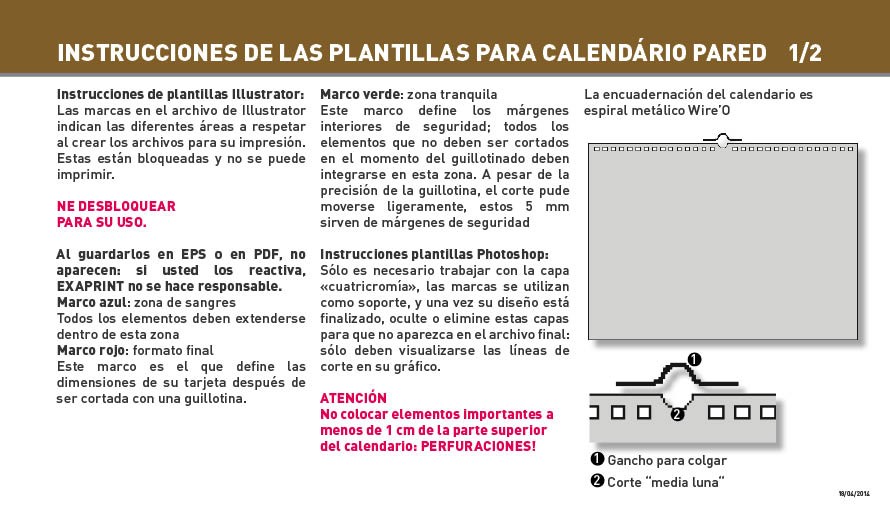 INSTRUCCIONES DE LAS PLANTILLAS PARA CALENDÁRIO PARED 1/2
Instrucciones de plantillas Illustrator:
Las marcas en el archivo de Illustrator
indican las diferentes áreas a respetar
al crear los archivos para su impresión.
Estas están bloqueadas y no se puede
imprimir.
NE DESBLOQUEAR
PARA SU USO.
Al guardarlos en EPS o en PDF, no
aparecen: si usted los reactiva,
EXAPRINT no se hace responsable.
Marco azul: zona de sangres
Todos los elementos deben extenderse
dentro de esta zona
Marco rojo: formato final
Este marco es el que define las
dimensiones de su tarjeta después de
ser cortada con una guillotina.
Marco verde: zona tranquila
Este marco define los márgenes
interiores de seguridad; todos los
elementos que no deben ser cortados
en el momento del guillotinado deben
integrarse en esta zona. A pesar de la
precisión de la guillotina, el corte pude
moverse ligeramente, estos 5 mm
sirven de márgenes de seguridad
Instrucciones plantillas Photoshop:
Sólo es necesario trabajar con la capa
«cuatricromía», las marcas se utilizan
como soporte, y una vez su diseño está
finalizado, oculte o elimine estas capas
para que no aparezca en el archivo final:
sólo deben visualizarse las líneas de
corte en su gráfico.
ATENCIÓN
No colocar elementos importantes a
menos de 1 cm de la parte superior
del calendario: PERFURACIONES!
La encuadernación del calendario es
espiral metálico Wire'O
1
2
1 Gancho para colgar
2 Corte "media luna"
18/04/2014